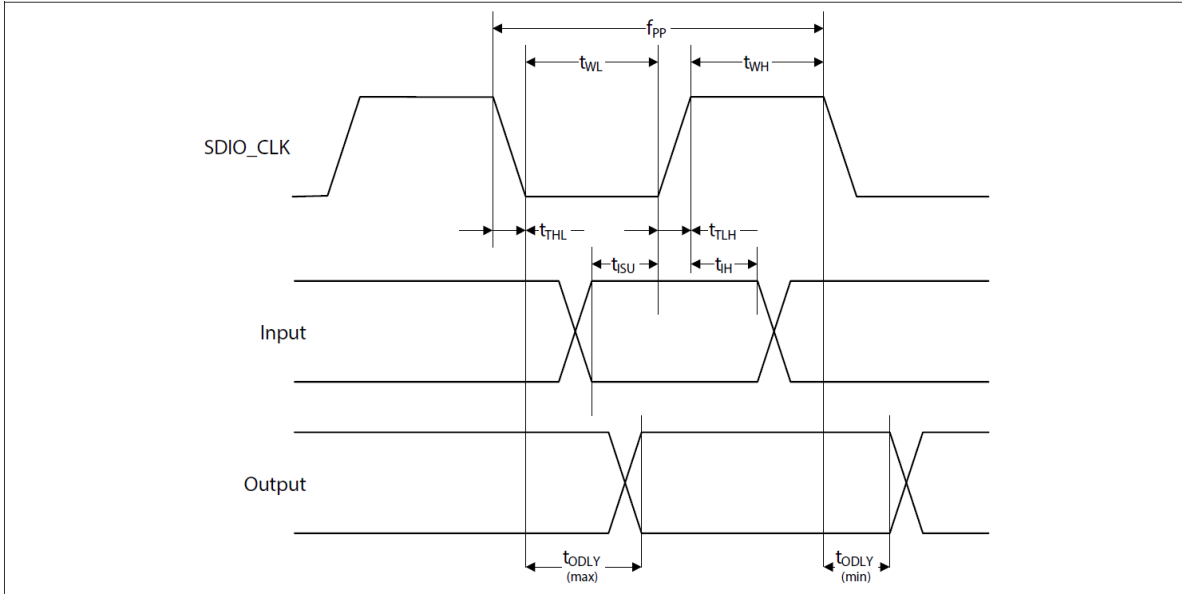 fPP
tWL tWH
SDIO_CLK
tTHL tTLH
tISU tIH
Input
Output
tODLY tODLY
(max) (min)